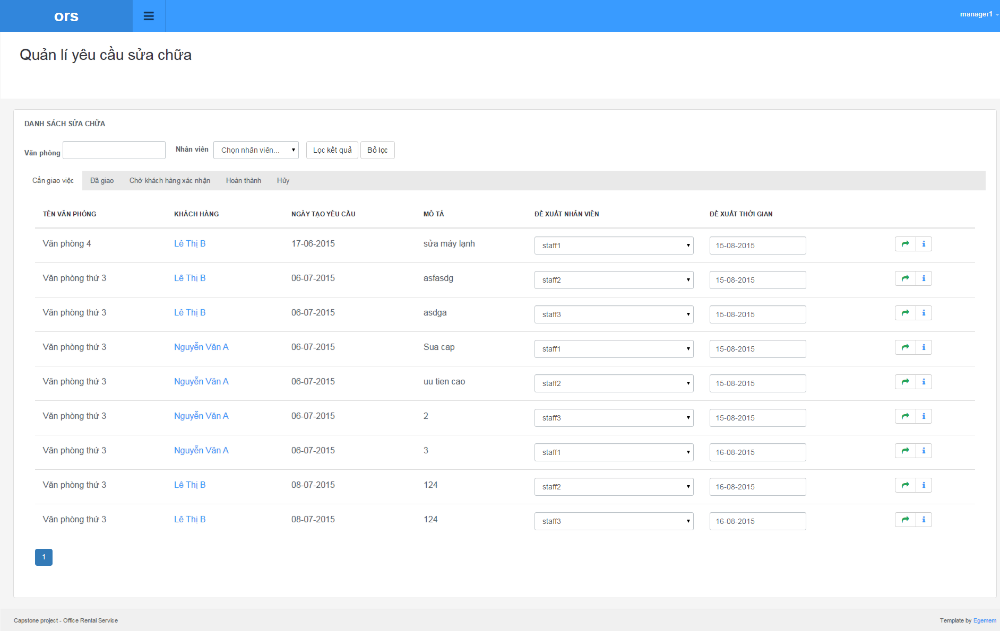 ors manager1
Quản lí yêu cầu sửa chữa
DANH SÁCH SỬA CHỮA
Văn phòng Nhân viên Chọn nhân viên... Lọc kết quả Bỏ lọc
Cần giao việc Đã giao Chờ khách hàng xác nhận Hoàn thành Hủy
TÊN VĂN PHÒNG KHÁCH HÀNG NGÀY TẠO YÊU CẦU MÔ TẢ ĐỀ XUẤT NHÂN VIÊN ĐỀ XUẤT THỜI GIAN
Văn phòng 4 Lê Thị B 17-06-2015 sửa máy lạnh staff1 15-08-2015
Văn phòng thứ 3 Lê Thị B 06-07-2015 asfasdg staff2 15-08-2015
Văn phòng thứ 3 Lê Thị B 06-07-2015 asdga staff3 15-08-2015
Văn phòng thứ 3 Nguyễn Văn A 06-07-2015 Sua cap staff1 15-08-2015
Văn phòng thứ 3 Nguyễn Văn A 06-07-2015 uu tien cao staff2 15-08-2015
Văn phòng thứ 3 Nguyễn Văn A 06-07-2015 2 staff3 15-08-2015
Văn phòng thứ 3 Nguyễn Văn A 06-07-2015 3 staff1 16-08-2015
Văn phòng thứ 3 Lê Thị B 08-07-2015 124 staff2 16-08-2015
Văn phòng thứ 3 Lê Thị B 08-07-2015 124 staff3 16-08-2015
1
Capstone project - Office Rental Service Template by Egemem